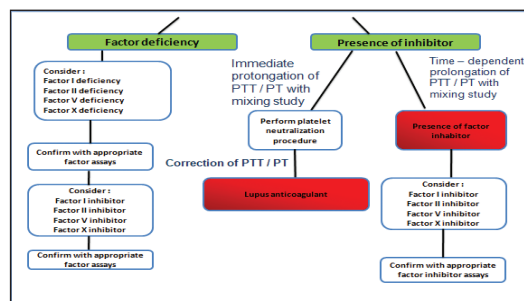 Factor deficiency
Consider :
Factor I deficiency
Factor II deficiency
Factor V deficiency
Factor X deficiency
Confirm with appropriate
factor assays
Consider :
Factor I inhibitor
Factor II inhibitor
Factor V inhibitor
Factor X inhibitor
Confirm with appropriate
factor assays
Presence of inhibitor
Immediate
prolongation of
PTT / PT with
mixing study
Perform platelet
neutralization
procedure
Correction of PTT / PT
Lupus anticoagulant
Time – dependent
prolongation of
PTT / PT with
mixing study
Presence of factor
inhabitor
Consider :
Factor I inhibitor
Factor II inhibitor
Factor V inhibitor
Factor X inhibitor
Confirm with appropriate
factor inhibitor assays